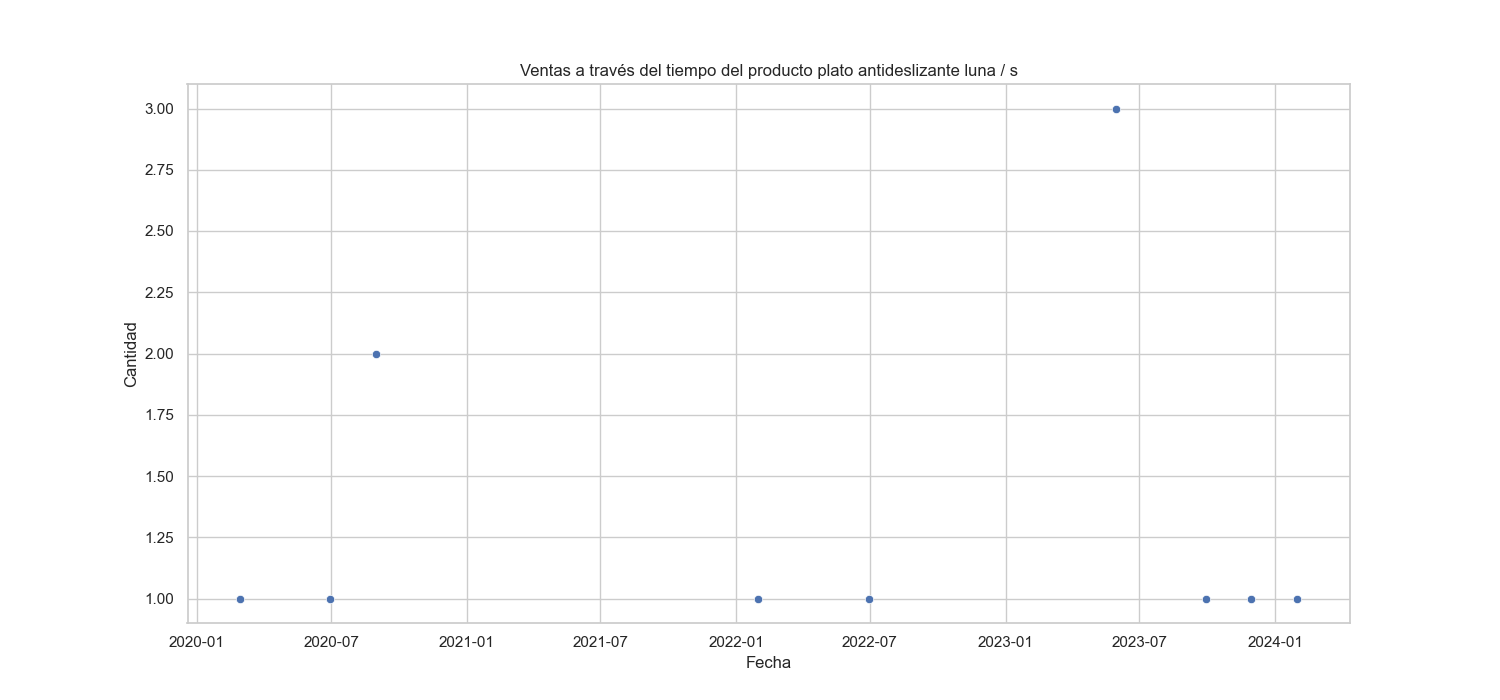 Ventas a través del tiempo del producto plato antideslizante luna / s
3.00
2.75
2.50
2.25
2.00
1.75
1.50
1.25
1.00
Cantidad
2020-01 2020-07 2021-01 2021-07 2022-01 2022-07 2023-01 2023-07 2024-01
Fecha